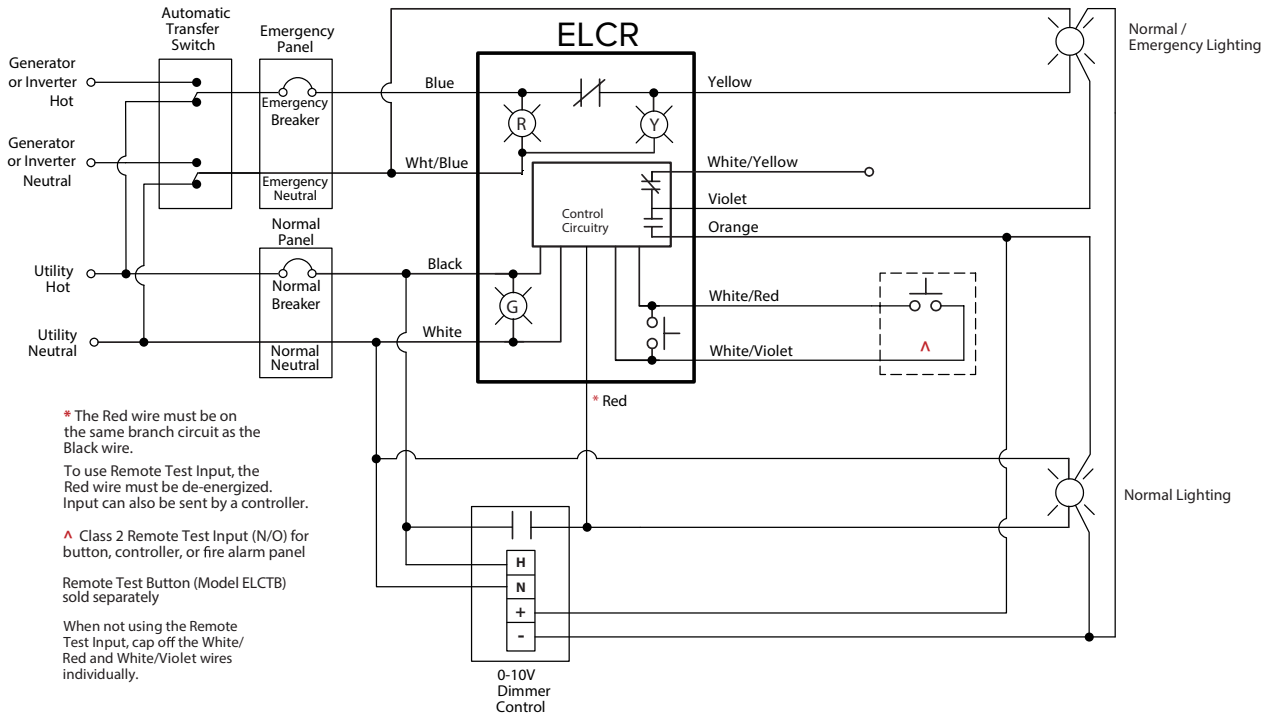 Automatic
Transfer
Switch
Emergency
Panel
ELCR
Normal /
Emergency Lighting
Generator
or Inverter
Hot
Blue
Yellow
Emergency
Breaker
R
Y
Generator
or Inverter
Neutral
Wht/Blue
White/Yellow
Emergency
Neutral
Violet
Control
Circuitry
Orange
Normal
Panel
Utility
Hot
Black
Normal
Breaker
G
White/Red
Utility
Neutral
White
White/Violet
^
Normal
Neutral
* Red
* The Red wire must be on
the same branch circuit as the
Black wire.
To use Remote Test Input, the
Red wire must be de-energized.
Input can also be sent by a controller.
^ Class 2 Remote Test Input (N/O) for
button, controller, or fire alarm panel
Remote Test Button (Model ELCTB)
sold separately
When not using the Remote
Test Input, cap off the White/
Red and White/Violet wires
individually.
Normal Lighting
H
N
+
-
0-10V
Dimmer
Control